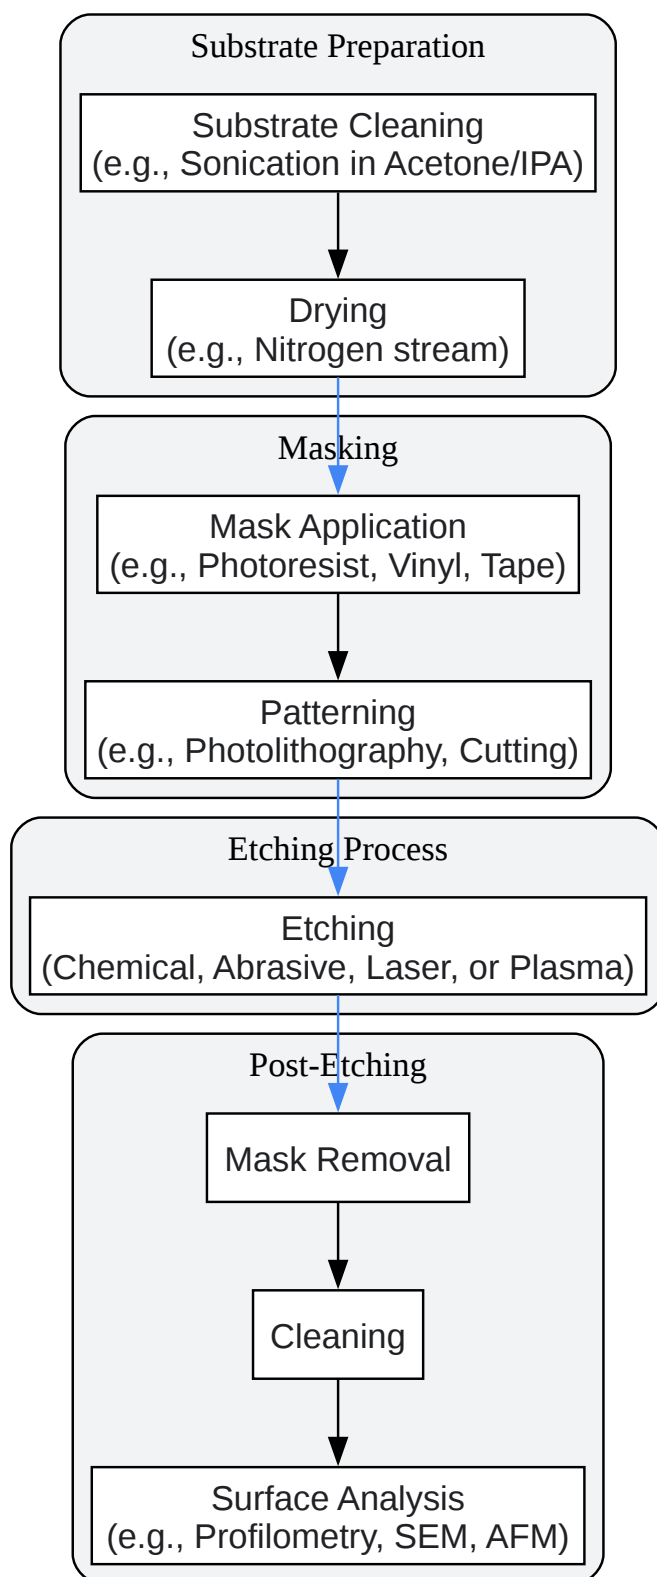 Substrate Preparation
Substrate Cleaning
(e.g., Sonication in Acetone/IPA)
Drying
(e.g., Nitrogen stream)
Masking
Mask Application
(e.g., Photoresist, Vinyl, Tape)
Patterning
(e.g., Photolithography, Cutting)
Etching Process
Etching
(Chemical, Abrasive, Laser, or Plasma)
Post-Etching
Mask Removal
Cleaning
Surface Analysis
(e.g., Profilometry, SEM, AFM)